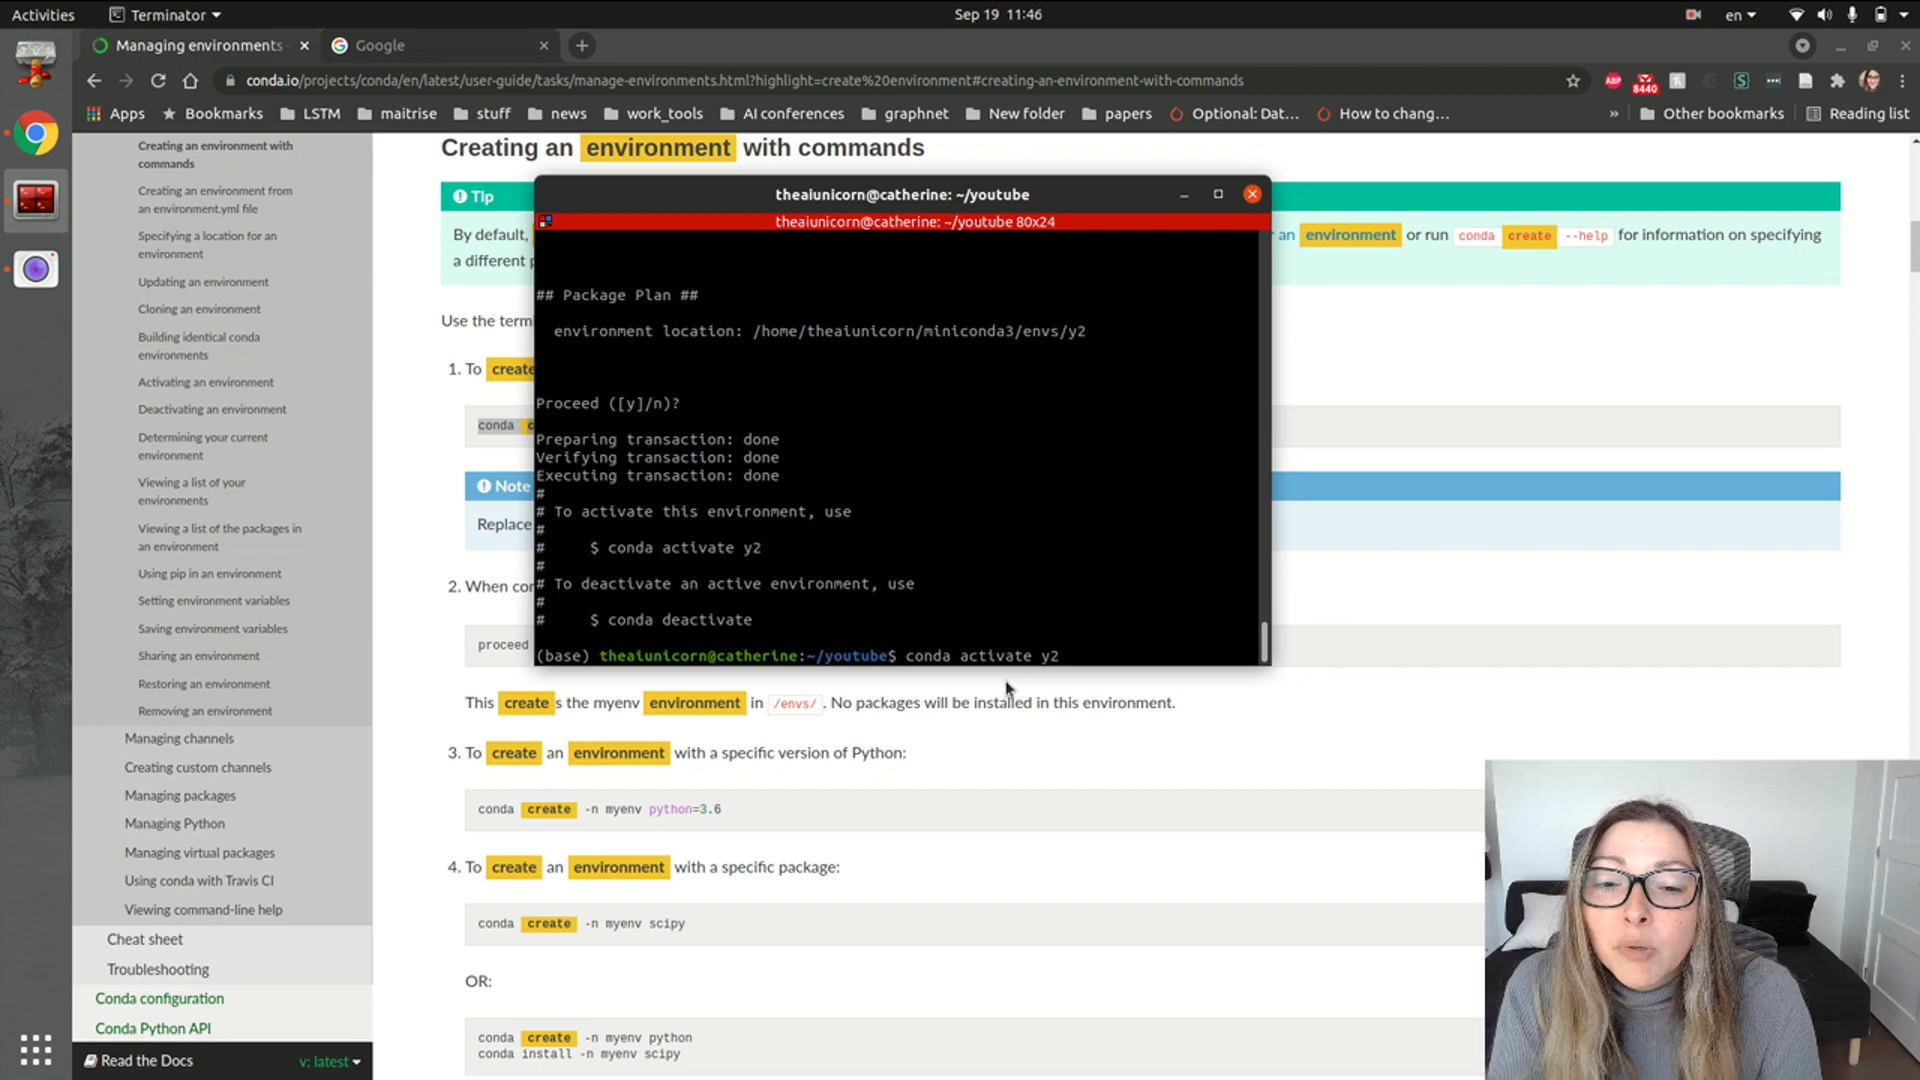 Activities
Terminator
Sep 19 11:46
en
Managing environments
Google
conda.io/projects/conda/en/latest/user-guide/tasks/manage-environments.html?highlight=create%20environment#creating-an-environment-with-commands
ABP
8440
Apps
Bookmarks
LSTM
maitrise
stuff
news
work_tools
AI conferences
graphnet
New folder
papers
Optional: Dat...
How to chang...
»
Other bookmarks
Reading list
Creating an environment with commands
Creating an environment from an environment.yml file
Specifying a location for an environment
Updating an environment
Cloning an environment
Building identical conda environments
Activating an environment
Deactivating an environment
Determining your current environment
Viewing a list of your environments
Viewing a list of the packages in an environment
Using pip in an environment
Setting environment variables
Saving environment variables
Sharing an environment
Restoring an environment
Removing an environment
Managing channels
Creating custom channels
Managing packages
Managing Python
Managing virtual packages
Using conda with Travis CI
Viewing command-line help
Cheat sheet
Troubleshooting
Conda configuration
Conda Python API
Read the Docs
v: latest
Creating an environment with commands
Tip
By default,
an environment or run conda create --help for information on specifying
a different p
Use the term
1. To create
conda c
Note
Replace
2. When con
proceed
theaiunicorn@catherine: ~/youtube
theaiunicorn@catherine: ~/youtube 80x24
## Package Plan ##
environment location: /home/theaiunicorn/miniconda3/envs/y2
Proceed ([y]/n)?
Preparing transaction: done
Verifying transaction: done
Executing transaction: done
#
# To activate this environment, use
#
# $ conda activate y2
#
# To deactivate an active environment, use
#
# $ conda deactivate
(base) theaiunicorn@catherine:~/youtube$ conda activate y2
This creates the myenv environment in /envs/. No packages will be installed in this environment.
3. To create an environment with a specific version of Python:
conda create -n myenv python=3.6
4. To create an environment with a specific package:
conda create -n myenv scipy
OR:
conda create -n myenv python
conda install -n myenv scipy